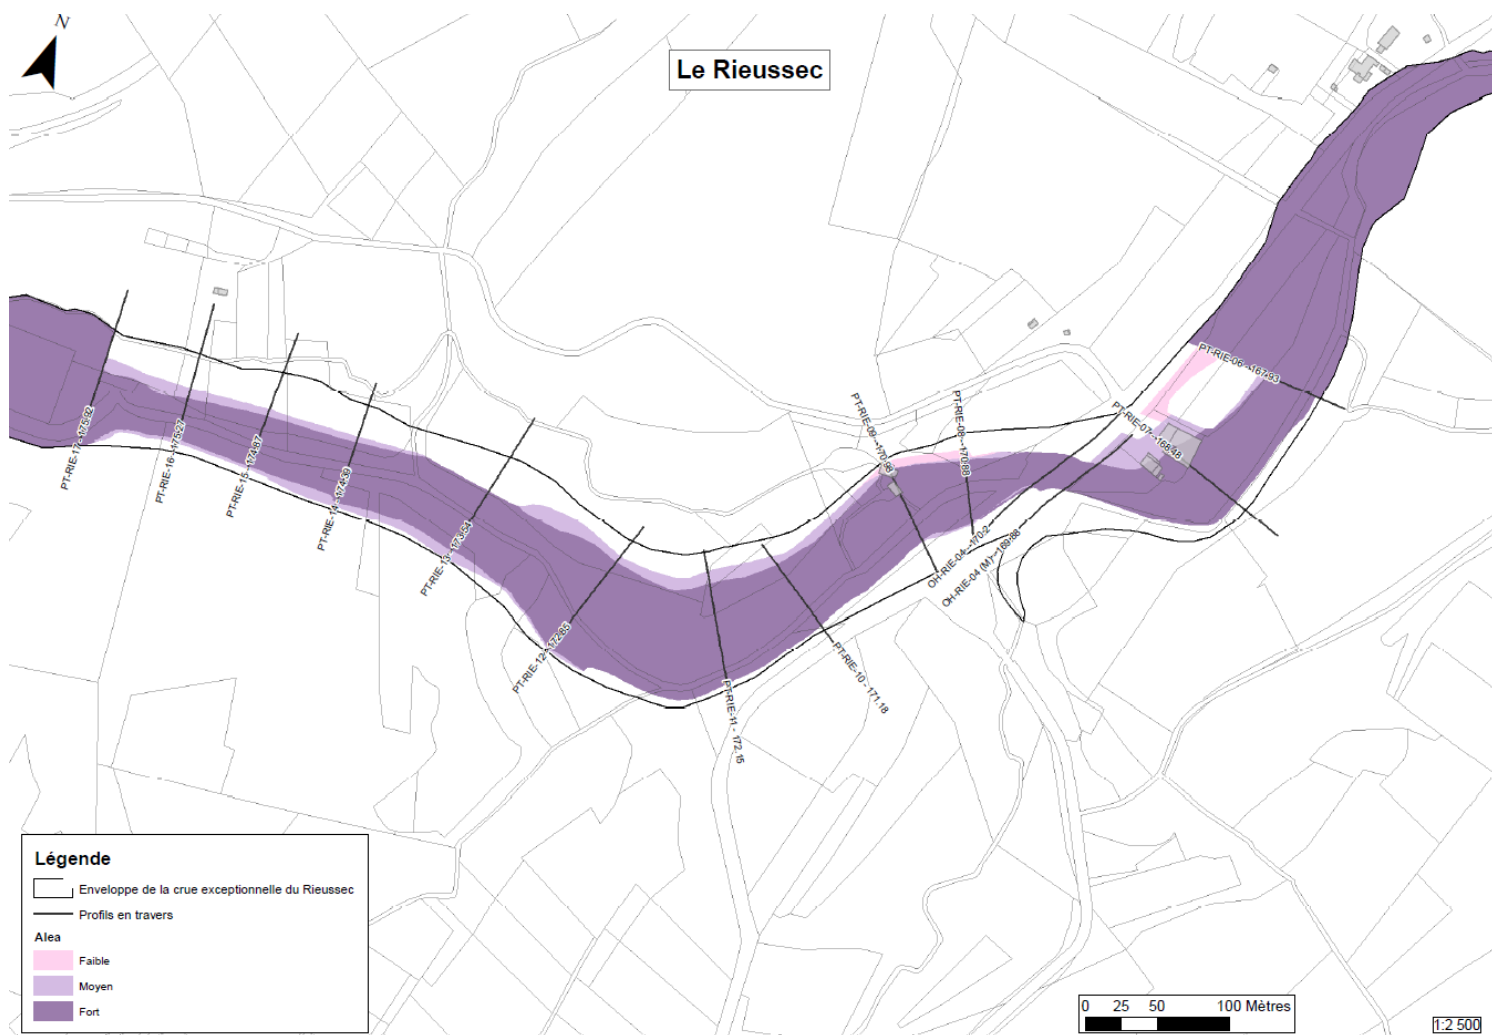 N
Le Rieussec
PT-RIE-17 - 175.92
PT-RIE-16 - 175.27
PT-RIE-15 - 174.87
PT-RIE-14 - 174.39
PT-RIE-13 - 173.54
PT-RIE-12 - 172.85
PT-RIE-11 - 172.15
PT-RIE-10 - 171.18
PT-RIE-09 - 170.98
PT-RIE-08 - 170.88
OH-RIE-04 - 170.2
OH-RIE-04 (M) - 169.88
PT-RIE-07 - 168.48
PT-RIE-06 - 167.93
Légende
Enveloppe de la crue exceptionnelle du Rieussec
Profils en travers
Alea
Faible
Moyen
Fort
0 25 50 100 Mètres
1:2 500